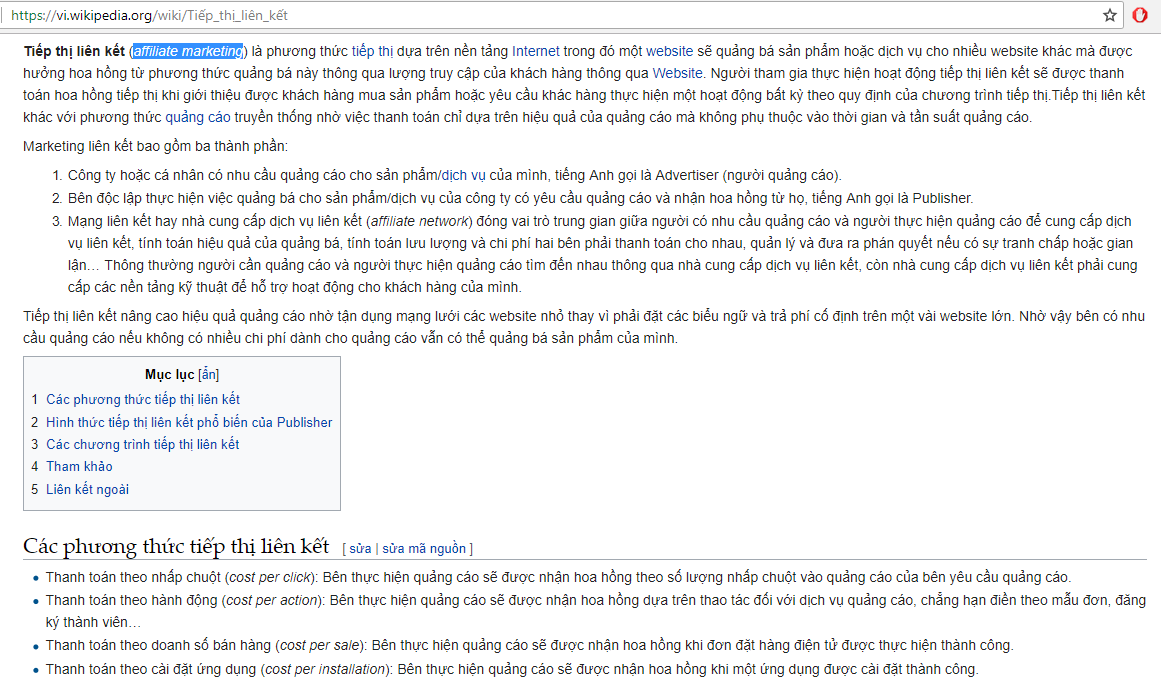 https://vi.wikipedia.org/wiki/Tiếp_thị_liên_kết
Tiếp thị liên kết (affiliate marketing) là phương thức tiếp thị dựa trên nền tảng Internet trong đó một website sẽ quảng bá sản phẩm hoặc dịch vụ cho nhiều website khác mà được
hưởng hoa hồng từ phương thức quảng bá này thông qua lượng truy cập của khách hàng thông qua Website. Người tham gia thực hiện hoạt động tiếp thị liên kết sẽ được thanh
toán hoa hồng tiếp thị khi giới thiệu được khách hàng mua sản phẩm hoặc yêu cầu khác hàng thực hiện một hoạt động bất kỳ theo quy định của chương trình tiếp thị.Tiếp thị liên kết
khác với phương thức quảng cáo truyền thống nhờ việc thanh toán chỉ dựa trên hiệu quả của quảng cáo mà không phụ thuộc vào thời gian và tần suất quảng cáo.
Marketing liên kết bao gồm ba thành phần:
1. Công ty hoặc cá nhân có nhu cầu quảng cáo cho sản phẩm/dịch vụ của mình, tiếng Anh gọi là Advertiser (người quảng cáo).
2. Bên độc lập thực hiện việc quảng bá cho sản phẩm/dịch vụ của công ty có yêu cầu quảng cáo và nhận hoa hồng từ họ, tiếng Anh gọi là Publisher.
3. Mạng liên kết hay nhà cung cấp dịch vụ liên kết (affiliate network) đóng vai trò trung gian giữa người có nhu cầu quảng cáo và người thực hiện quảng cáo để cung cấp dịch
vụ liên kết, tính toán hiệu quả của quảng bá, tính toán lưu lượng và chi phí hai bên phải thanh toán cho nhau, quản lý và đưa ra phán quyết nếu có sự tranh chấp hoặc gian
lận… Thông thường người cần quảng cáo và người thực hiện quảng cáo tìm đến nhau thông qua nhà cung cấp dịch vụ liên kết, còn nhà cung cấp dịch vụ liên kết phải cung
cấp các nền tảng kỹ thuật để hỗ trợ hoạt động cho khách hàng của mình.
Tiếp thị liên kết nâng cao hiệu quả quảng cáo nhờ tận dụng mạng lưới các website nhỏ thay vì phải đặt các biểu ngữ và trả phí cố định trên một vài website lớn. Nhờ vậy bên có nhu
cầu quảng cáo nếu không có nhiều chi phí dành cho quảng cáo vẫn có thể quảng bá sản phẩm của mình.
Mục lục [ẩn]
1 Các phương thức tiếp thị liên kết
2 Hình thức tiếp thị liên kết phổ biến của Publisher
3 Các chương trình tiếp thị liên kết
4 Tham khảo
5 Liên kết ngoài
Các phương thức tiếp thị liên kết [ sửa | sửa mã nguồn ]
• Thanh toán theo nhấp chuột (cost per click): Bên thực hiện quảng cáo sẽ được nhận hoa hồng theo số lượng nhấp chuột vào quảng cáo của bên yêu cầu quảng cáo.
• Thanh toán theo hành động (cost per action): Bên thực hiện quảng cáo sẽ được nhận hoa hồng dựa trên thao tác đối với dịch vụ quảng cáo, chẳng hạn điền theo mẫu đơn, đăng
ký thành viên…
• Thanh toán theo doanh số bán hàng (cost per sale): Bên thực hiện quảng cáo sẽ được nhận hoa hồng khi đơn đặt hàng điện tử được thực hiện thành công.
• Thanh toán theo cài đặt ứng dụng (cost per installation): Bên thực hiện quảng cáo sẽ được nhận hoa hồng khi một ứng dụng được cài đặt thành công.